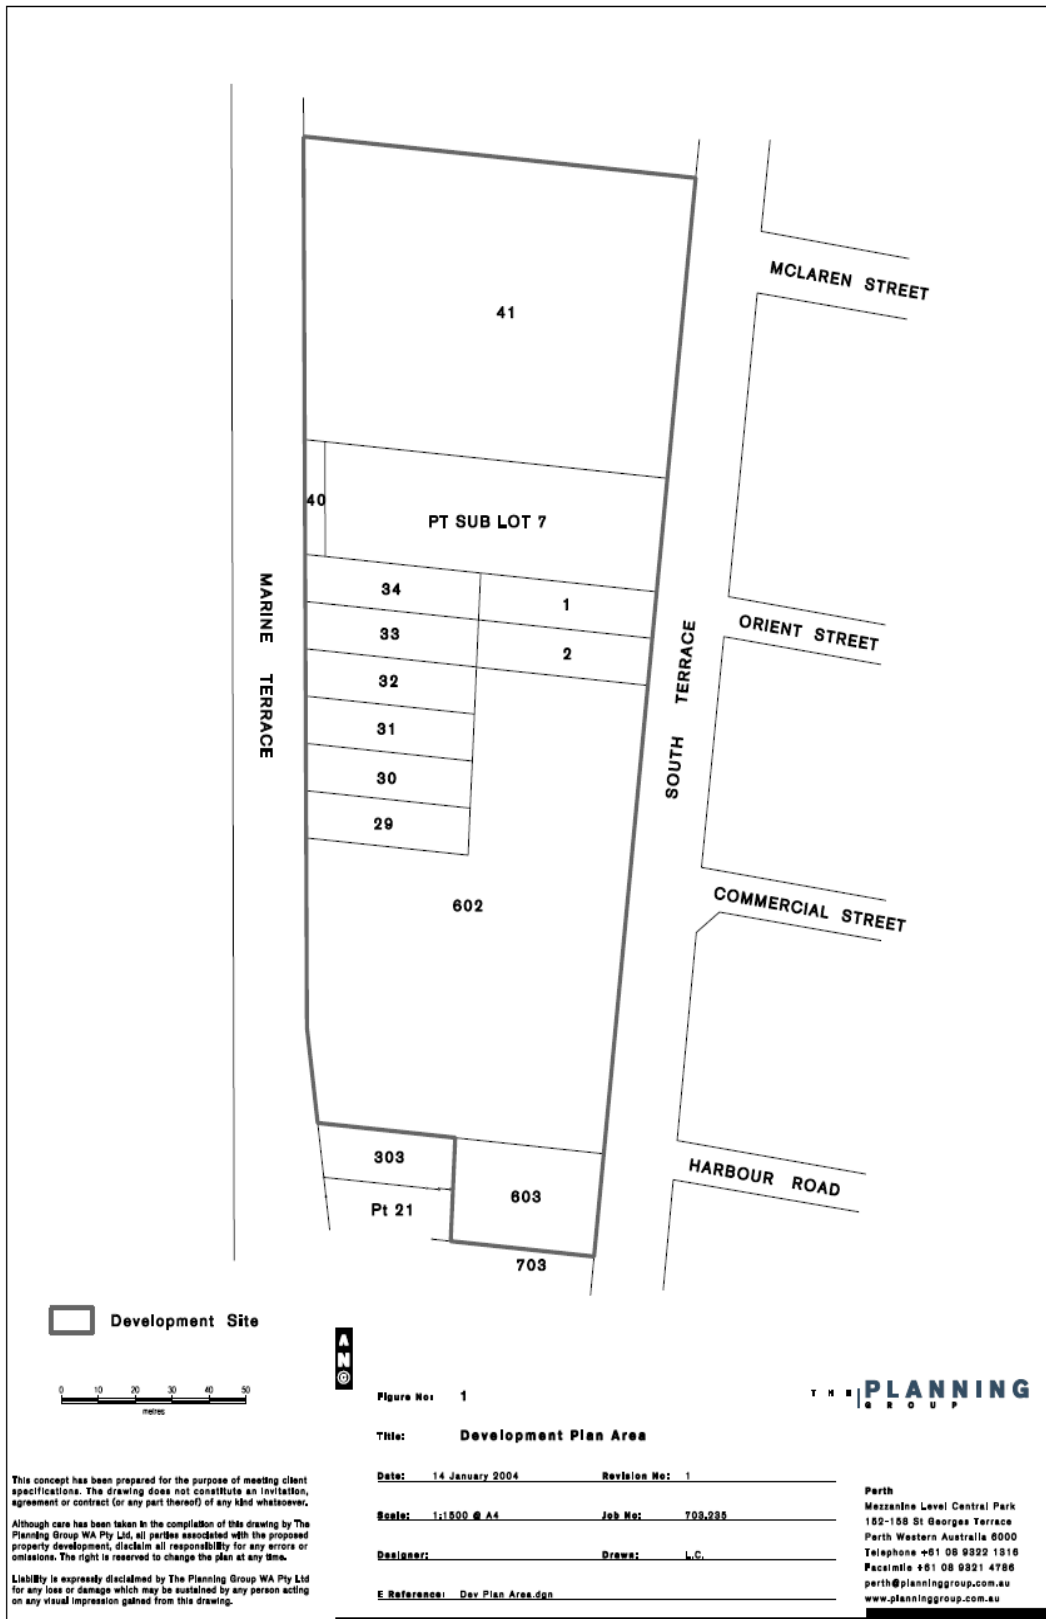 MCLAREN STREET
41
40
PT SUB LOT 7
34
1
33
2
ORIENT STREET
MARINE TERRACE
SOUTH TERRACE
32
31
30
29
602
COMMERCIAL STREET
303
603
HARBOUR ROAD
Pt 21
703
Development Site
0 10 20 30 40 50
metres
A
N
©
Figure No: 1
THE PLANNING
GROUP
Title: Development Plan Area
Date: 14 January 2004 Revision No: 1
Scale: 1:1500 @ A4 Job No: 703.235
Designer: Drawn: L.C.
E Reference: Dev Plan Area.dgn
This concept has been prepared for the purpose of meeting client
specifications. The drawing does not constitute an invitation,
agreement or contract (or any part thereof) of any kind whatsoever.
Although care has been taken in the compilation of this drawing by The
Planning Group WA Pty Ltd, all parties associated with the proposed
property development, disclaim all responsibility for any errors or
omissions. The right is reserved to change the plan at any time.
Liability is expressly disclaimed by The Planning Group WA Pty Ltd
for any loss or damage which may be sustained by any person acting
on any visual impression gained from this drawing.
Perth
Mezzanine Level Central Park
152-158 St Georges Terrace
Perth Western Australia 6000
Telephone +61 08 9322 1316
Facsimile +61 08 9321 4786
perth@planninggroup.com.au
www.planninggroup.com.au